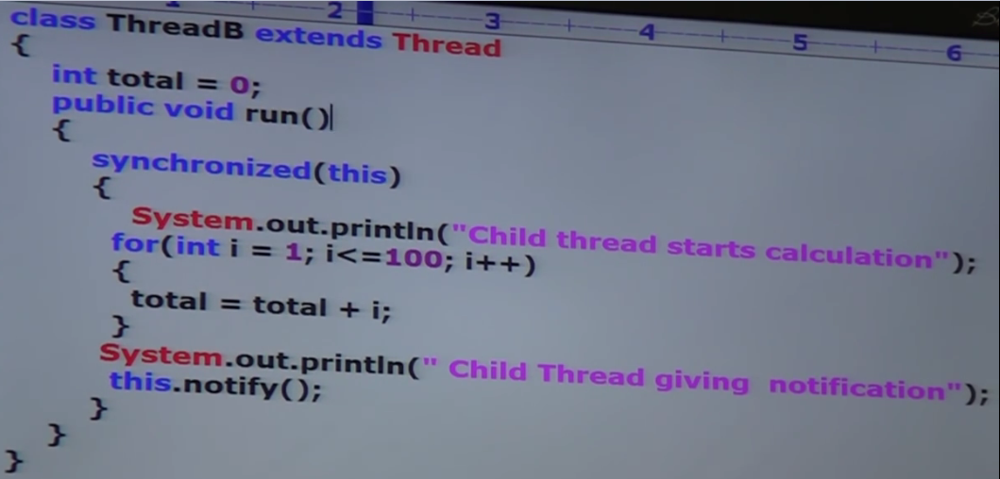 2 3 4 5 6
class ThreadB extends Thread
{
int total = 0;
public void run()
{
synchronized(this)
{
System.out.println("Child thread starts calculation");
for(int i = 1; i<=100; i++)
{
total = total + i;
}
System.out.println(" Child Thread giving  notification");
this.notify();
}
}
}